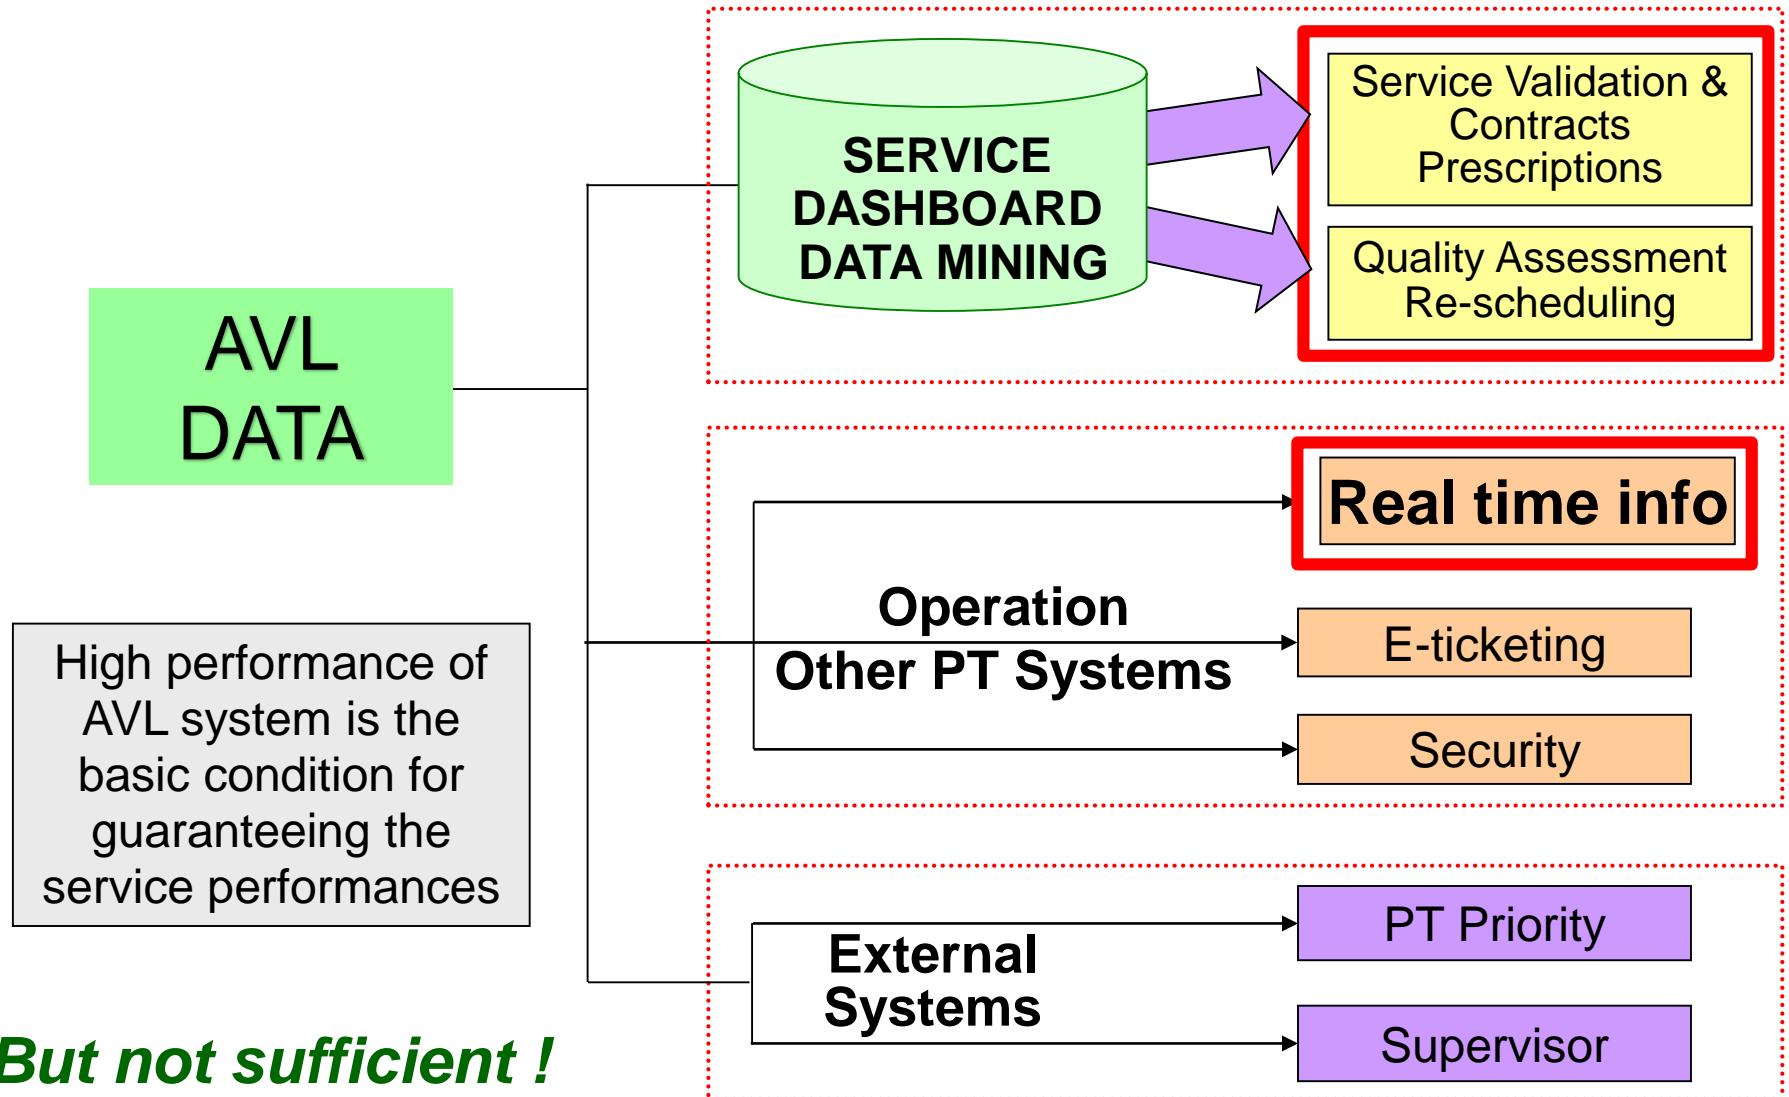 AVL
DATA
High performance of
AVL system is the
basic condition for
guaranteeing the
service performances
But not sufficient !
SERVICE
DASHBOARD
DATA MINING
Service Validation &
Contracts
Prescriptions
Quality Assessment
Re-scheduling
Operation
Other PT Systems
Real time info
E-ticketing
Security
External
Systems
PT Priority
Supervisor